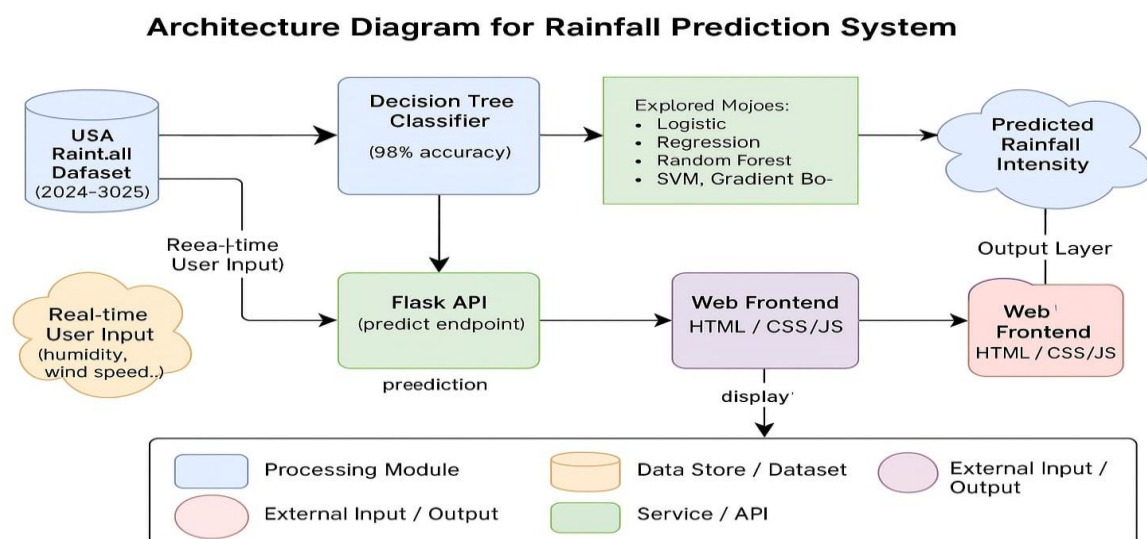 Architecture Diagram for Rainfall Prediction System
USA
Raint.all
Dafaset
(2024-3025)
Decision Tree
Classifier
(98% accuracy)
Explored Mojoes:
• Logistic
• Regression
• Random Forest
• SVM, Gradient Bo-
Predicted
Rainfall
Intensity
Reea-|-time
User Input)
Output Layer
Real-time
User Input
(humidity,
wind speed..)
Flask API
(predict endpoint)
preediction
Web Frontend
HTML / CSS/JS
display'
Web '
Frontend
HTML / CSS/JS
Processing Module
Data Store / Dataset
External Input /
Output
External Input / Output
Service / API